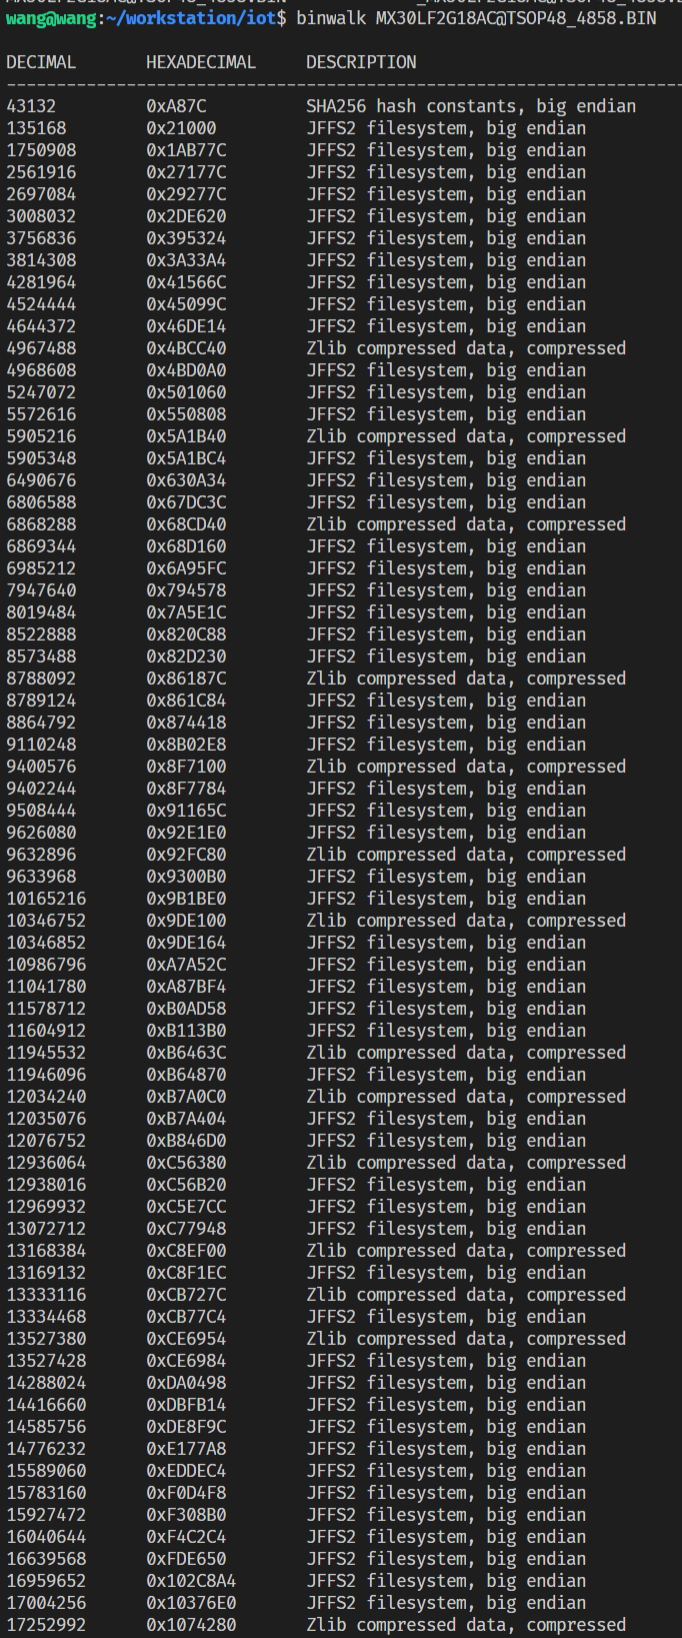 wang@wang:~/workstation/iot$ binwalk MX30LF2G18AC@TSOP48_4858.BIN
DECIMAL HEXADECIMAL DESCRIPTION
--------------------------------------------------------------------
43132 0xA87C SHA256 hash constants, big endian
135168 0x21000 JFFS2 filesystem, big endian
1750908 0x1AB77C JFFS2 filesystem, big endian
2561916 0x27177C JFFS2 filesystem, big endian
2697084 0x29277C JFFS2 filesystem, big endian
3008032 0x2DE620 JFFS2 filesystem, big endian
3756836 0x395324 JFFS2 filesystem, big endian
3814308 0x3A33A4 JFFS2 filesystem, big endian
4281964 0x41566C JFFS2 filesystem, big endian
4524444 0x45099C JFFS2 filesystem, big endian
4644372 0x46DE14 JFFS2 filesystem, big endian
4967488 0x4BCC40 Zlib compressed data, compressed
4968608 0x4BD0A0 JFFS2 filesystem, big endian
5247072 0x501060 JFFS2 filesystem, big endian
5572616 0x550808 JFFS2 filesystem, big endian
5905216 0x5A1B40 Zlib compressed data, compressed
5905348 0x5A1BC4 JFFS2 filesystem, big endian
6490676 0x630A34 JFFS2 filesystem, big endian
6806588 0x67DC3C JFFS2 filesystem, big endian
6868288 0x68CD40 Zlib compressed data, compressed
6869344 0x68D160 JFFS2 filesystem, big endian
6985212 0x6A95FC JFFS2 filesystem, big endian
7947640 0x794578 JFFS2 filesystem, big endian
8019484 0x7A5E1C JFFS2 filesystem, big endian
8522888 0x820C88 JFFS2 filesystem, big endian
8573488 0x82D230 JFFS2 filesystem, big endian
8788092 0x86187C Zlib compressed data, compressed
8789124 0x861C84 JFFS2 filesystem, big endian
8864792 0x874418 JFFS2 filesystem, big endian
9110248 0x8B02E8 JFFS2 filesystem, big endian
9400576 0x8F7100 Zlib compressed data, compressed
9402244 0x8F7784 JFFS2 filesystem, big endian
9508444 0x91165C JFFS2 filesystem, big endian
9626080 0x92E1E0 JFFS2 filesystem, big endian
9632896 0x92FC80 Zlib compressed data, compressed
9633968 0x9300B0 JFFS2 filesystem, big endian
10165216 0x9B1BE0 JFFS2 filesystem, big endian
10346752 0x9DE100 Zlib compressed data, compressed
10346852 0x9DE164 JFFS2 filesystem, big endian
10986796 0xA7A52C JFFS2 filesystem, big endian
11041780 0xA87BF4 JFFS2 filesystem, big endian
11578712 0xB0AD58 JFFS2 filesystem, big endian
11604912 0xB113B0 JFFS2 filesystem, big endian
11945532 0xB6463C Zlib compressed data, compressed
11946096 0xB64870 JFFS2 filesystem, big endian
12034240 0xB7A0C0 Zlib compressed data, compressed
12035076 0xB7A404 JFFS2 filesystem, big endian
12076752 0xB846D0 JFFS2 filesystem, big endian
12936064 0xC56380 Zlib compressed data, compressed
12938016 0xC56B20 JFFS2 filesystem, big endian
12969932 0xC5E7CC JFFS2 filesystem, big endian
13072712 0xC77948 JFFS2 filesystem, big endian
13168384 0xC8EF00 Zlib compressed data, compressed
13169132 0xC8F1EC JFFS2 filesystem, big endian
13333116 0xCB727C Zlib compressed data, compressed
13334468 0xCB77C4 JFFS2 filesystem, big endian
13527380 0xCE6954 Zlib compressed data, compressed
13527428 0xCE6984 JFFS2 filesystem, big endian
14288024 0xDA0498 JFFS2 filesystem, big endian
14416660 0xDBFB14 JFFS2 filesystem, big endian
14585756 0xDE8F9C JFFS2 filesystem, big endian
14776232 0xE177A8 JFFS2 filesystem, big endian
15589060 0xEDDEC4 JFFS2 filesystem, big endian
15783160 0xF0D4F8 JFFS2 filesystem, big endian
15927472 0xF308B0 JFFS2 filesystem, big endian
16040644 0xF4C2C4 JFFS2 filesystem, big endian
16639568 0xFDE650 JFFS2 filesystem, big endian
16959652 0x102C8A4 JFFS2 filesystem, big endian
17004256 0x10376E0 JFFS2 filesystem, big endian
17252992 0x1074280 Zlib compressed data, compressed